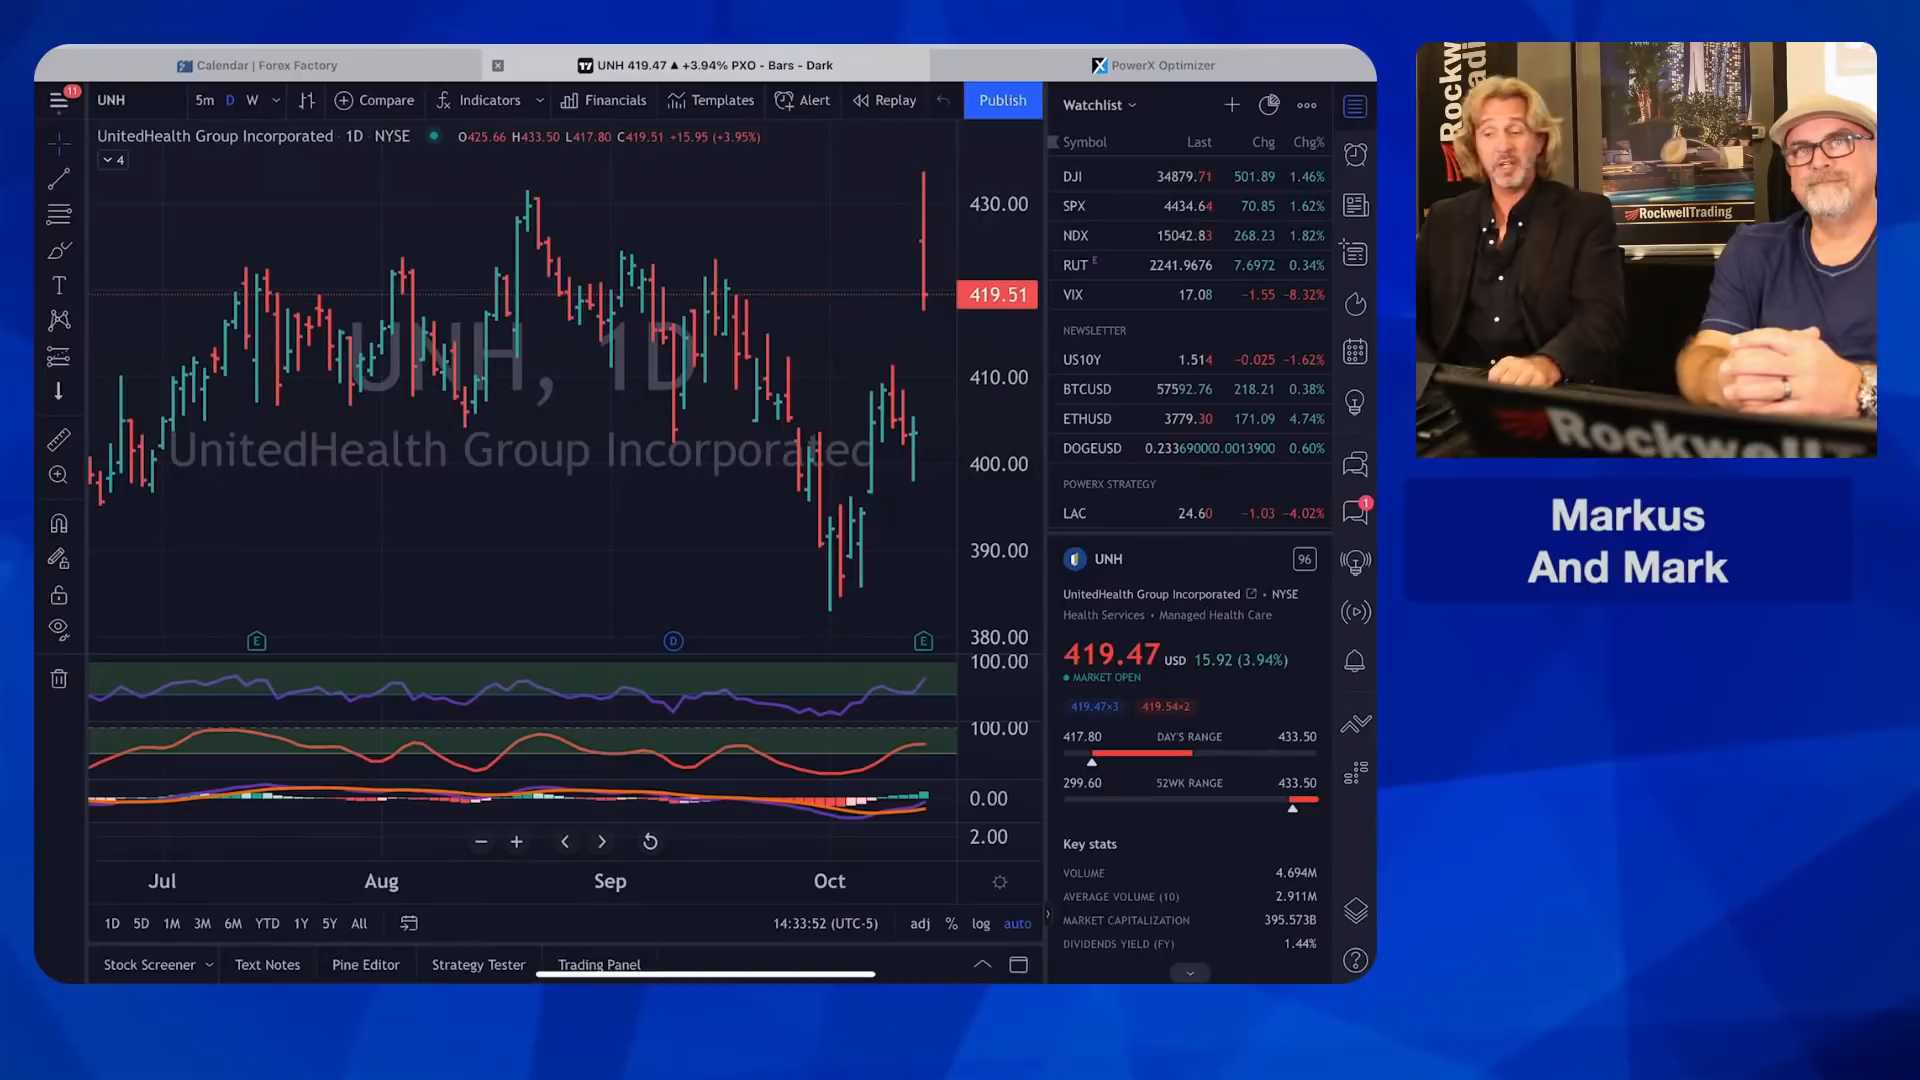 Calendar | Forex Factory
UNH 419.47 ▲ +3.94% PXO - Bars - Dark
PowerX Optimizer
11
UNH
5m D W
Compare
Indicators
Financials
Templates
Alert
Replay
Publish
UnitedHealth Group Incorporated · 1D · NYSE
O425.66 H433.50 L417.80 C419.51 +15.95 (+3.95%)
4
UNH, 1D
UnitedHealth Group Incorporated
430.00
419.51
410.00
400.00
390.00
380.00
100.00
100.00
0.00
2.00
E
D
E
Jul Aug Sep Oct
1D 5D 1M 3M 6M YTD 1Y 5Y All
14:33:52 (UTC-5)
adj % log auto
Stock Screener
Text Notes
Pine Editor
Strategy Tester
Trading Panel
Watchlist
Symbol Last Chg Chg%
DJI 34879.71 501.89 1.46%
SPX 4434.64 70.85 1.62%
NDX 15042.83 268.23 1.82%
RUT E 2241.9676 7.6972 0.34%
VIX 17.08 −1.55 −8.32%
NEWSLETTER
US10Y 1.514 −0.025 −1.62%
BTCUSD 57592.76 218.21 0.38%
ETHUSD 3779.30 171.09 4.74%
DOGEUSD 0.23369000 0.0013900 0.60%
POWERX STRATEGY
LAC 24.60 −1.03 −4.02%
UNH
96
UnitedHealth Group Incorporated • NYSE
Health Services • Managed Health Care
419.47 USD 15.92 (3.94%)
MARKET OPEN
419.47×3 419.54×2
417.80 DAY'S RANGE 433.50
299.60 52WK RANGE 433.50
Key stats
VOLUME 4.694M
AVERAGE VOLUME (10) 2.911M
MARKET CAPITALIZATION 395.573B
DIVIDENDS YIELD (FY) 1.44%
1
RockwellTrading
Markus
And Mark